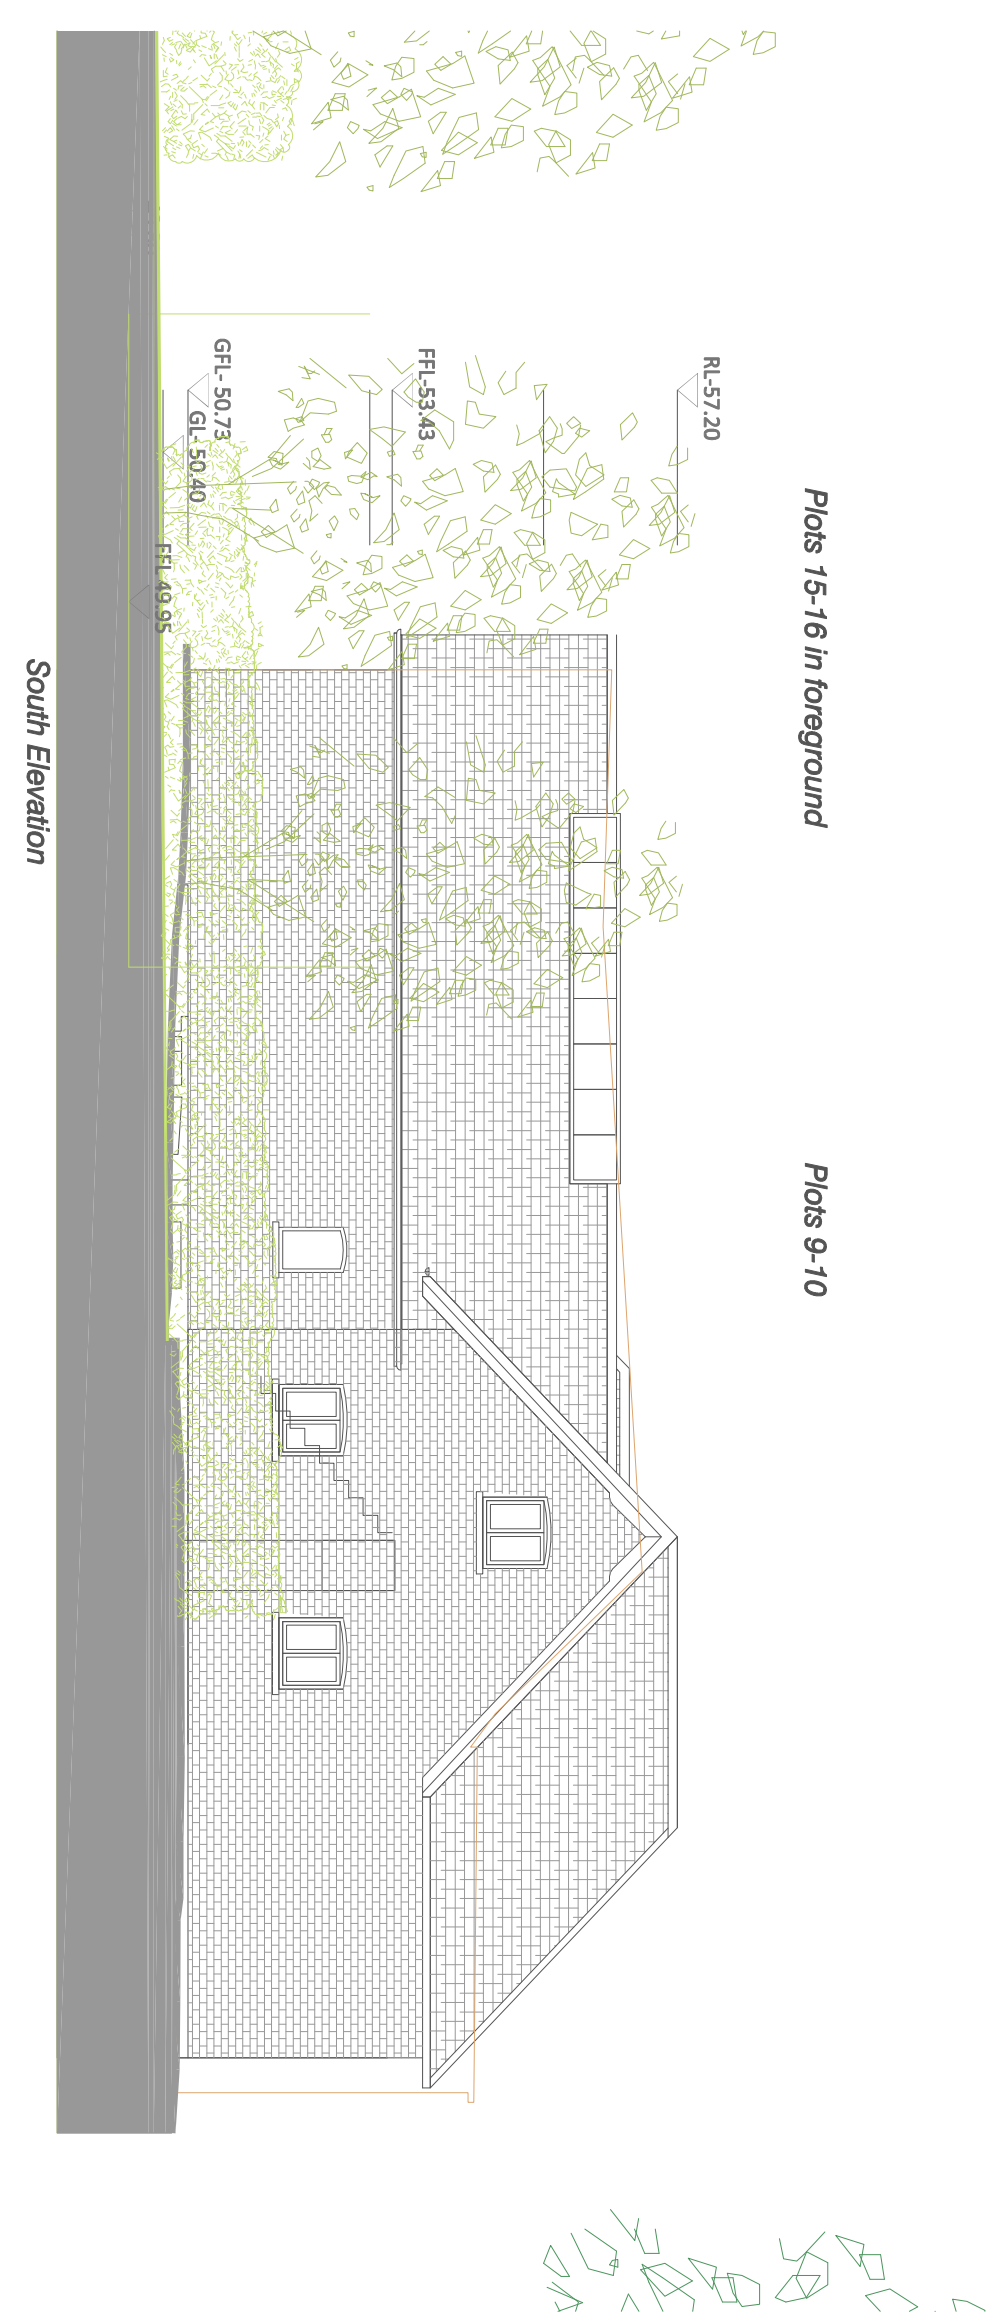 Plots 15-16 in foreground
Plots 9-10
RL-57.20
FFL-53.43
GFL- 50.73
GL- 50.40
FFL 49.95
South Elevation